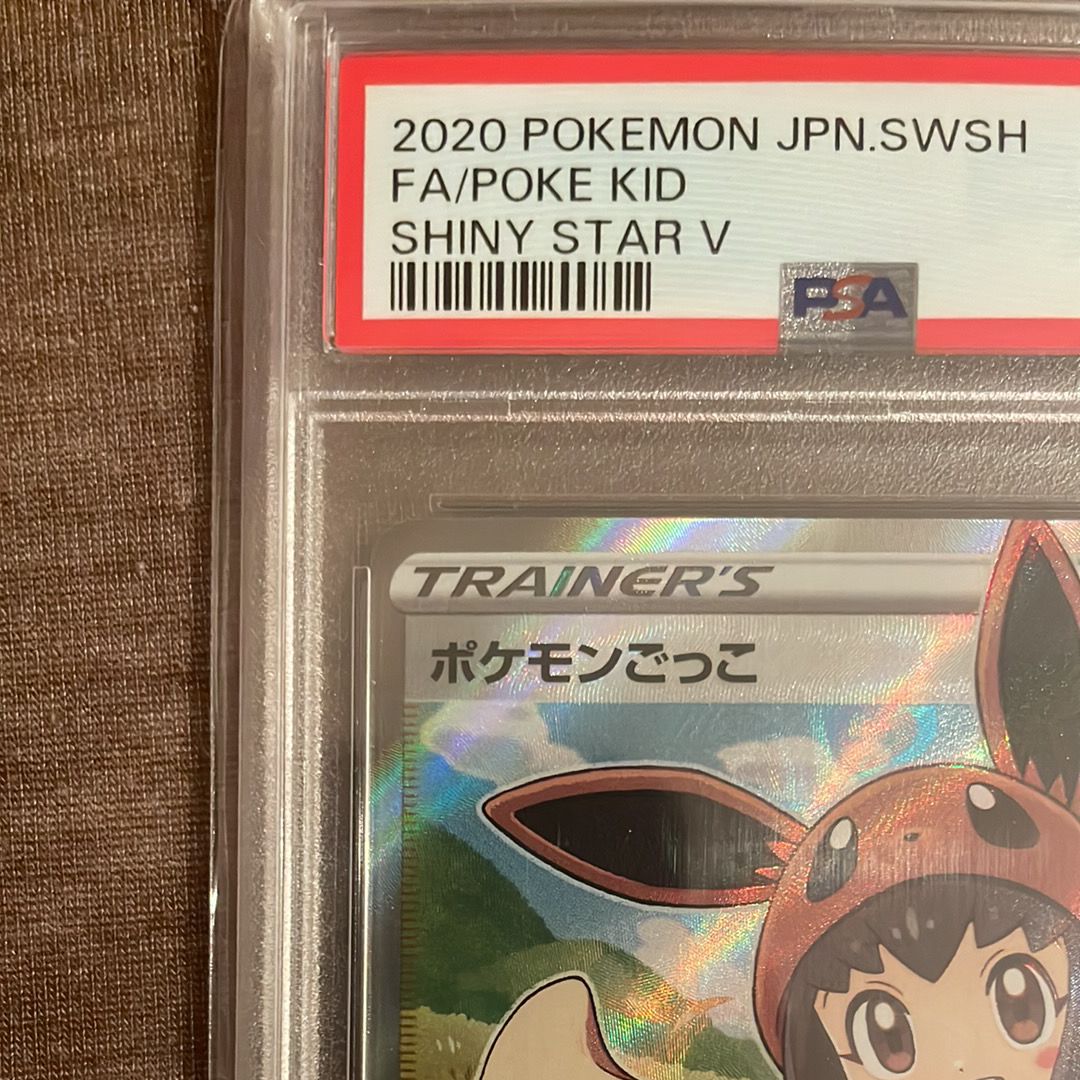 2020 POKEMON JPN.SWSH
FA/POKE KID
SHINY STAR V
PSA
TRAINER'S
ポケモンごっこ